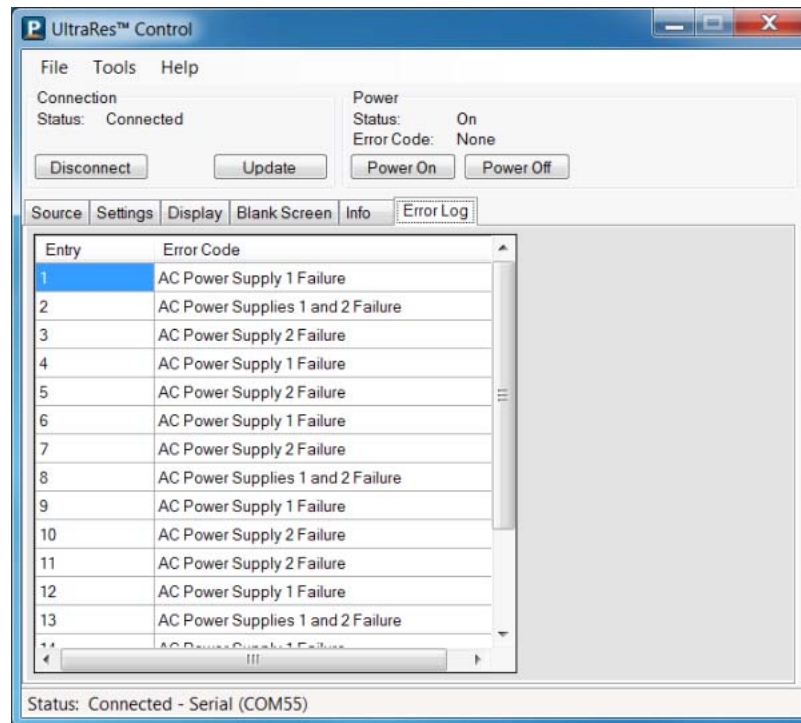 P UltraRes™ Control
File Tools Help
Connection
Status: Connected
Disconnect Update
Power
Status: On
Error Code: None
Power On Power Off
Source Settings Display Blank Screen Info Error Log
Entry Error Code
1 AC Power Supply 1 Failure
2 AC Power Supplies 1 and 2 Failure
3 AC Power Supply 2 Failure
4 AC Power Supply 1 Failure
5 AC Power Supply 2 Failure
6 AC Power Supply 1 Failure
7 AC Power Supply 2 Failure
8 AC Power Supplies 1 and 2 Failure
9 AC Power Supply 1 Failure
10 AC Power Supply 2 Failure
11 AC Power Supply 2 Failure
12 AC Power Supply 1 Failure
13 AC Power Supplies 1 and 2 Failure
14 AC Power Supply 1 Failure
Status: Connected - Serial (COM55)